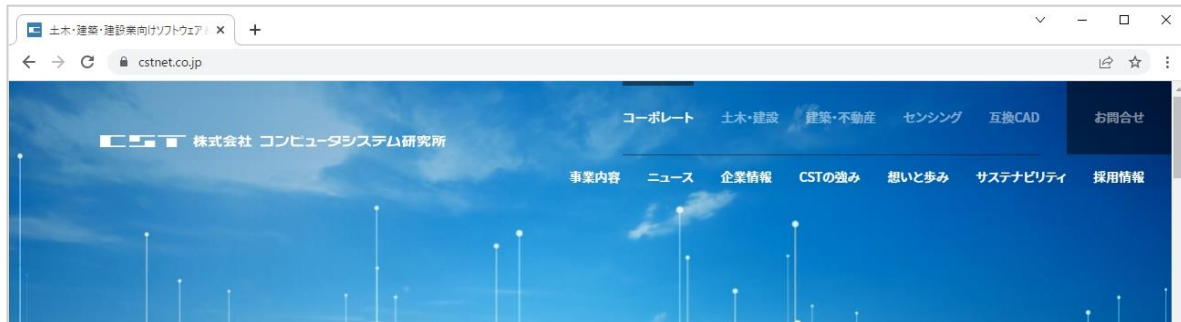 土木・建築・建設業向けソフトウェア
cstnet.co.jp
コーポレート 土木・建設 建築・不動産 センシング 互換CAD お問合せ
CST 株式会社 コンピュータシステム研究所
事業内容 ニュース 企業情報 CSTの強み 想いと歩み サステナビリティ 採用情報